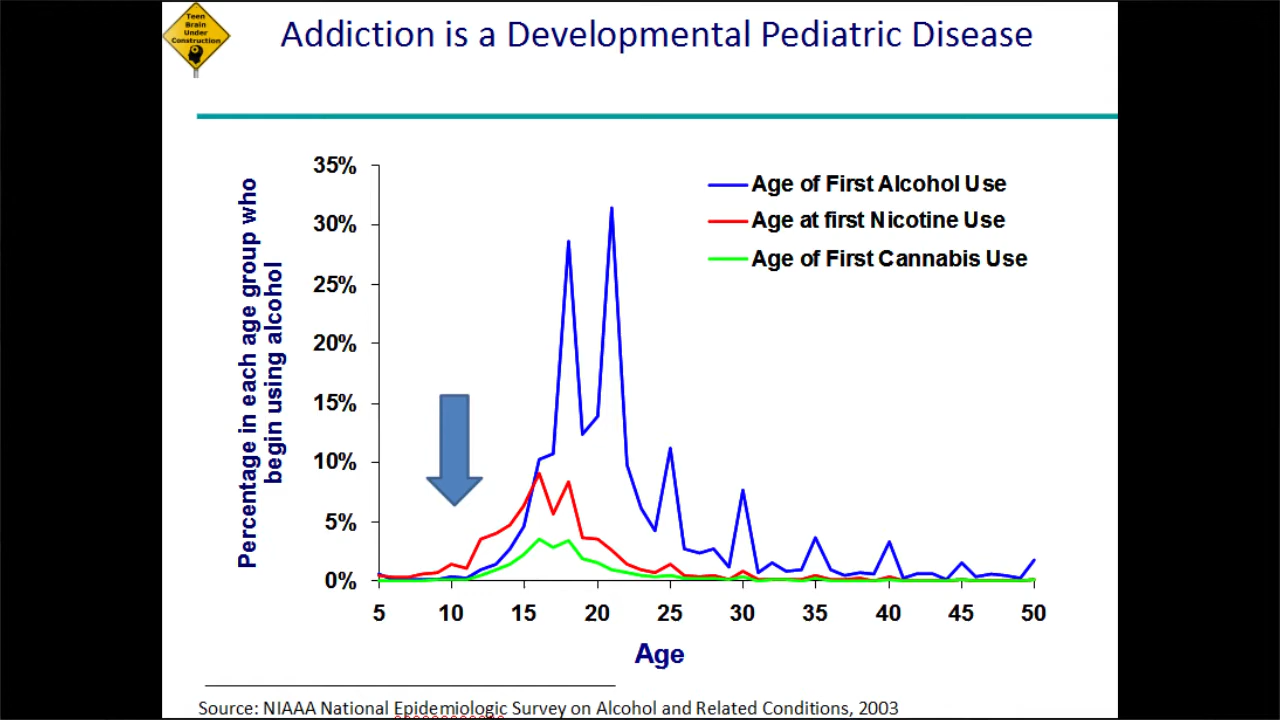 Teen
Brain
Under
Construction
Addiction is a Developmental Pediatric Disease
Percentage in each age group who
begin using alcohol
35%
30%
25%
20%
15%
10%
5%
0%
Age of First Alcohol Use
Age at first Nicotine Use
Age of First Cannabis Use
5 10 15 20 25 30 35 40 45 50
Age
Source: NIAAA National Epidemiologic Survey on Alcohol and Related Conditions, 2003